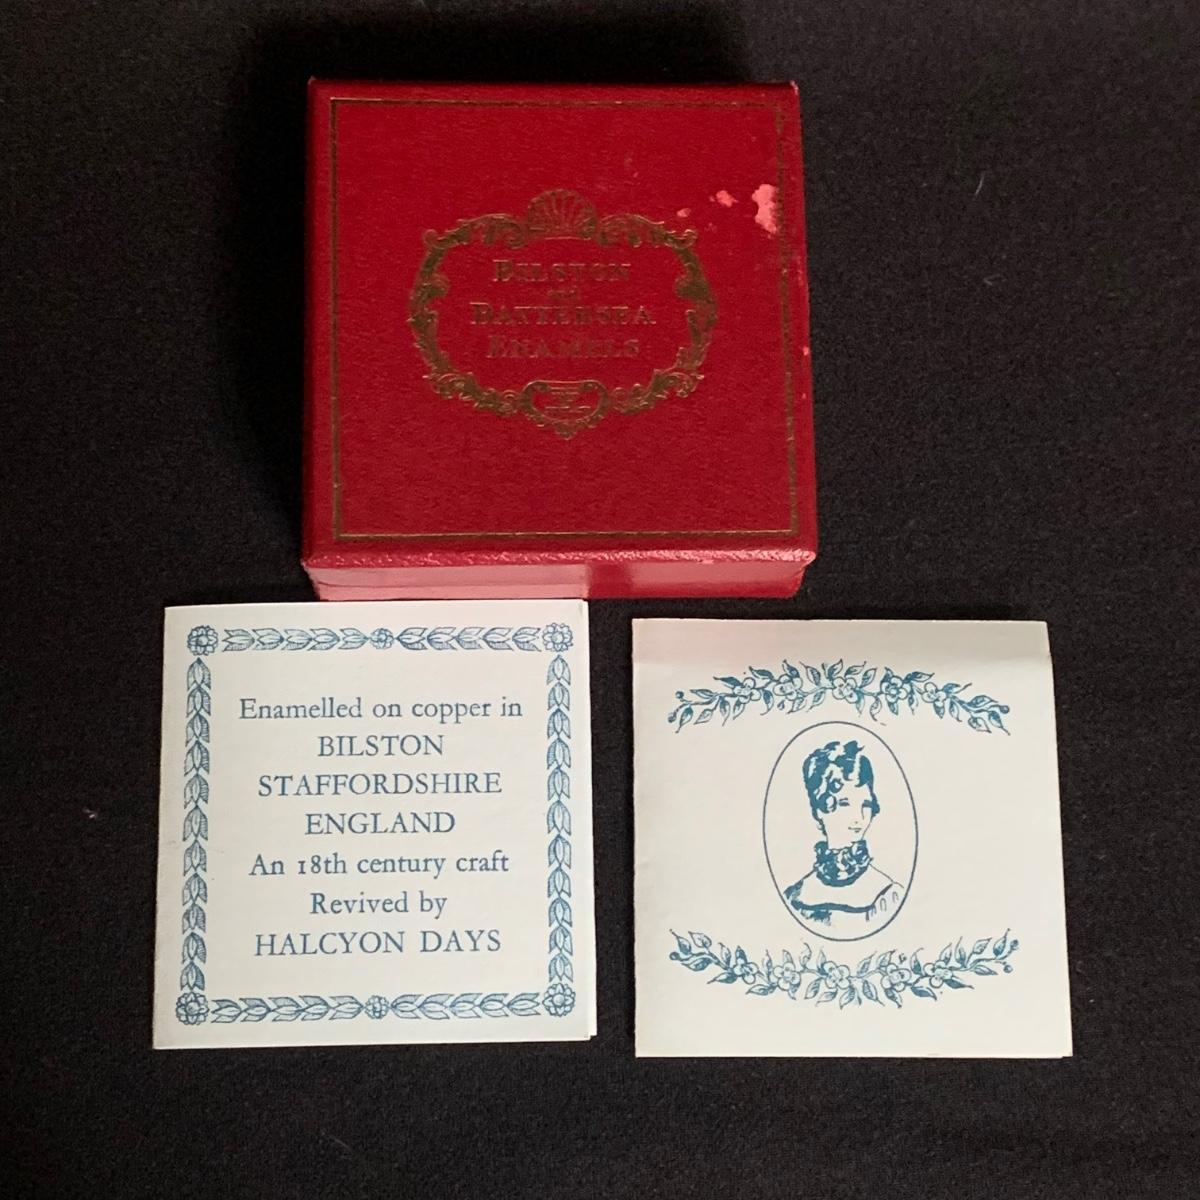 BILSTON
and
BATTERSEA
ENAMELS
Enamelled on copper in
BILSTON
STAFFORDSHIRE
ENGLAND
An 18th century craft
Revived by
HALCYON DAYS